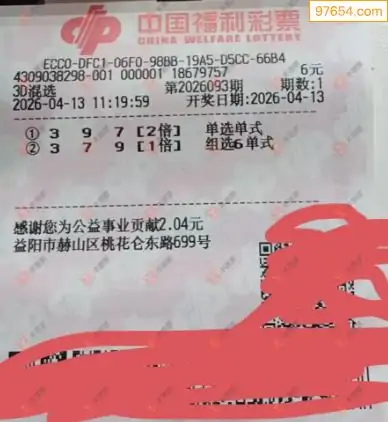 97654.com
中国福利彩票
CHINA WELFARE LOTTERY
ECC0-DFC1-06F0-98BB-19A5-D5CC-66B4
4309038298-001 000001 18679757 6元
3D混选 第2026093期 期数:1
2026-04-13 11:19:59 开奖日期:2026-04-13
① 3 9 7 [2倍] 单选单式
② 3 7 9 [1倍] 组选6单式
感谢您为公益事业贡献2.04元
益阳市赫山区桃花仑东路699号